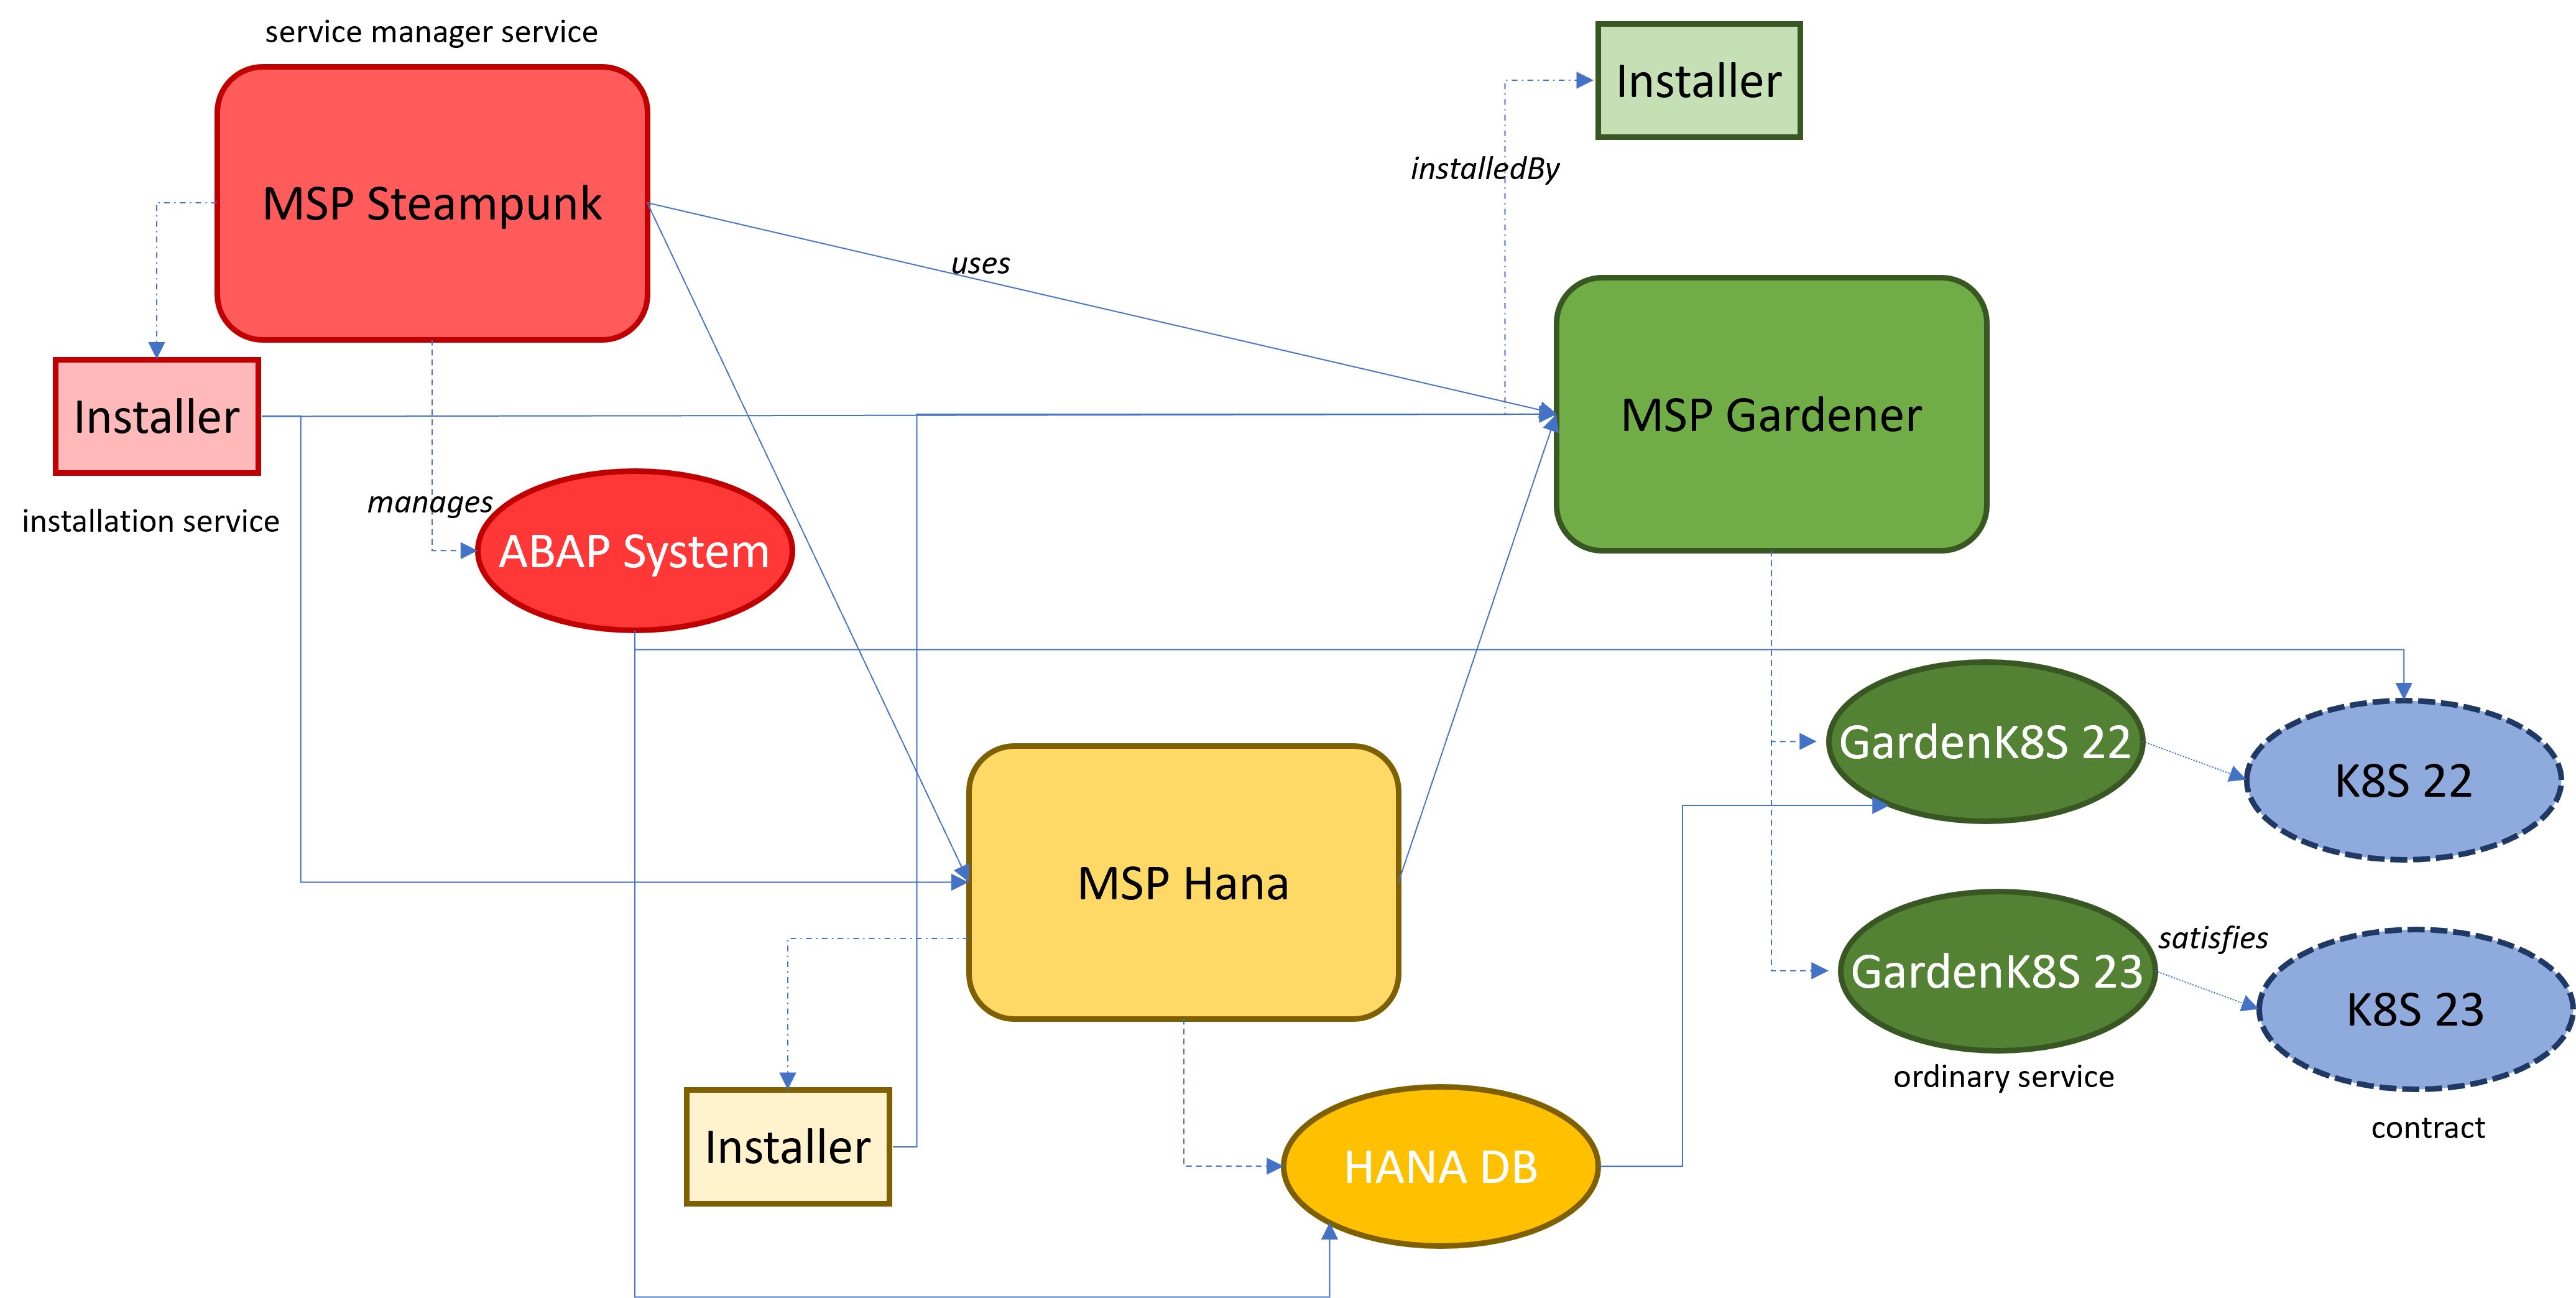 service manager service
Installer
MSP Steampunk
installedBy
uses
Installer
MSP Gardener
manages
installation service
ABAP System
GardenK8S 22
K8S 22
MSP Hana
satisfies
GardenK8S 23
K8S 23
ordinary service
contract
Installer
HANA DB